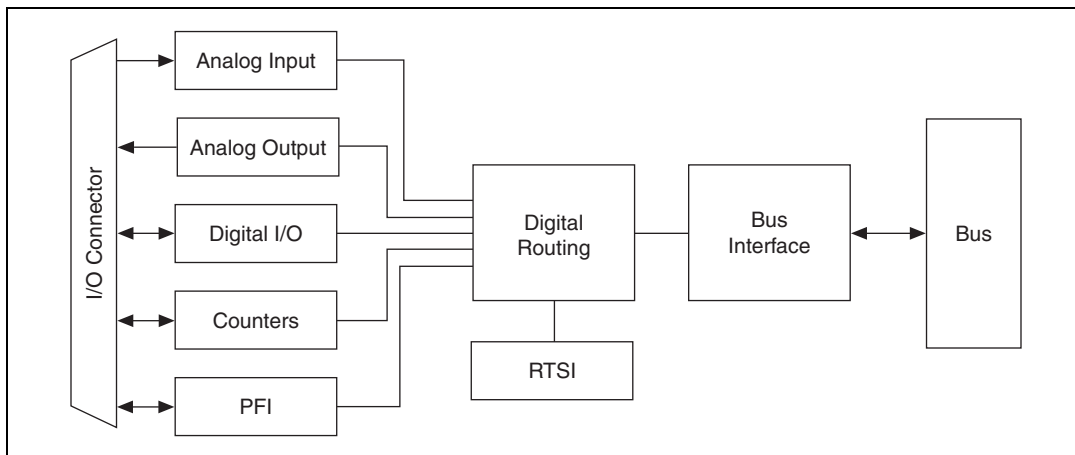 I/O Connector
Analog Input
Analog Output
Digital I/O
Counters
PFI
Digital
Routing
RTSI
Bus
Interface
Bus